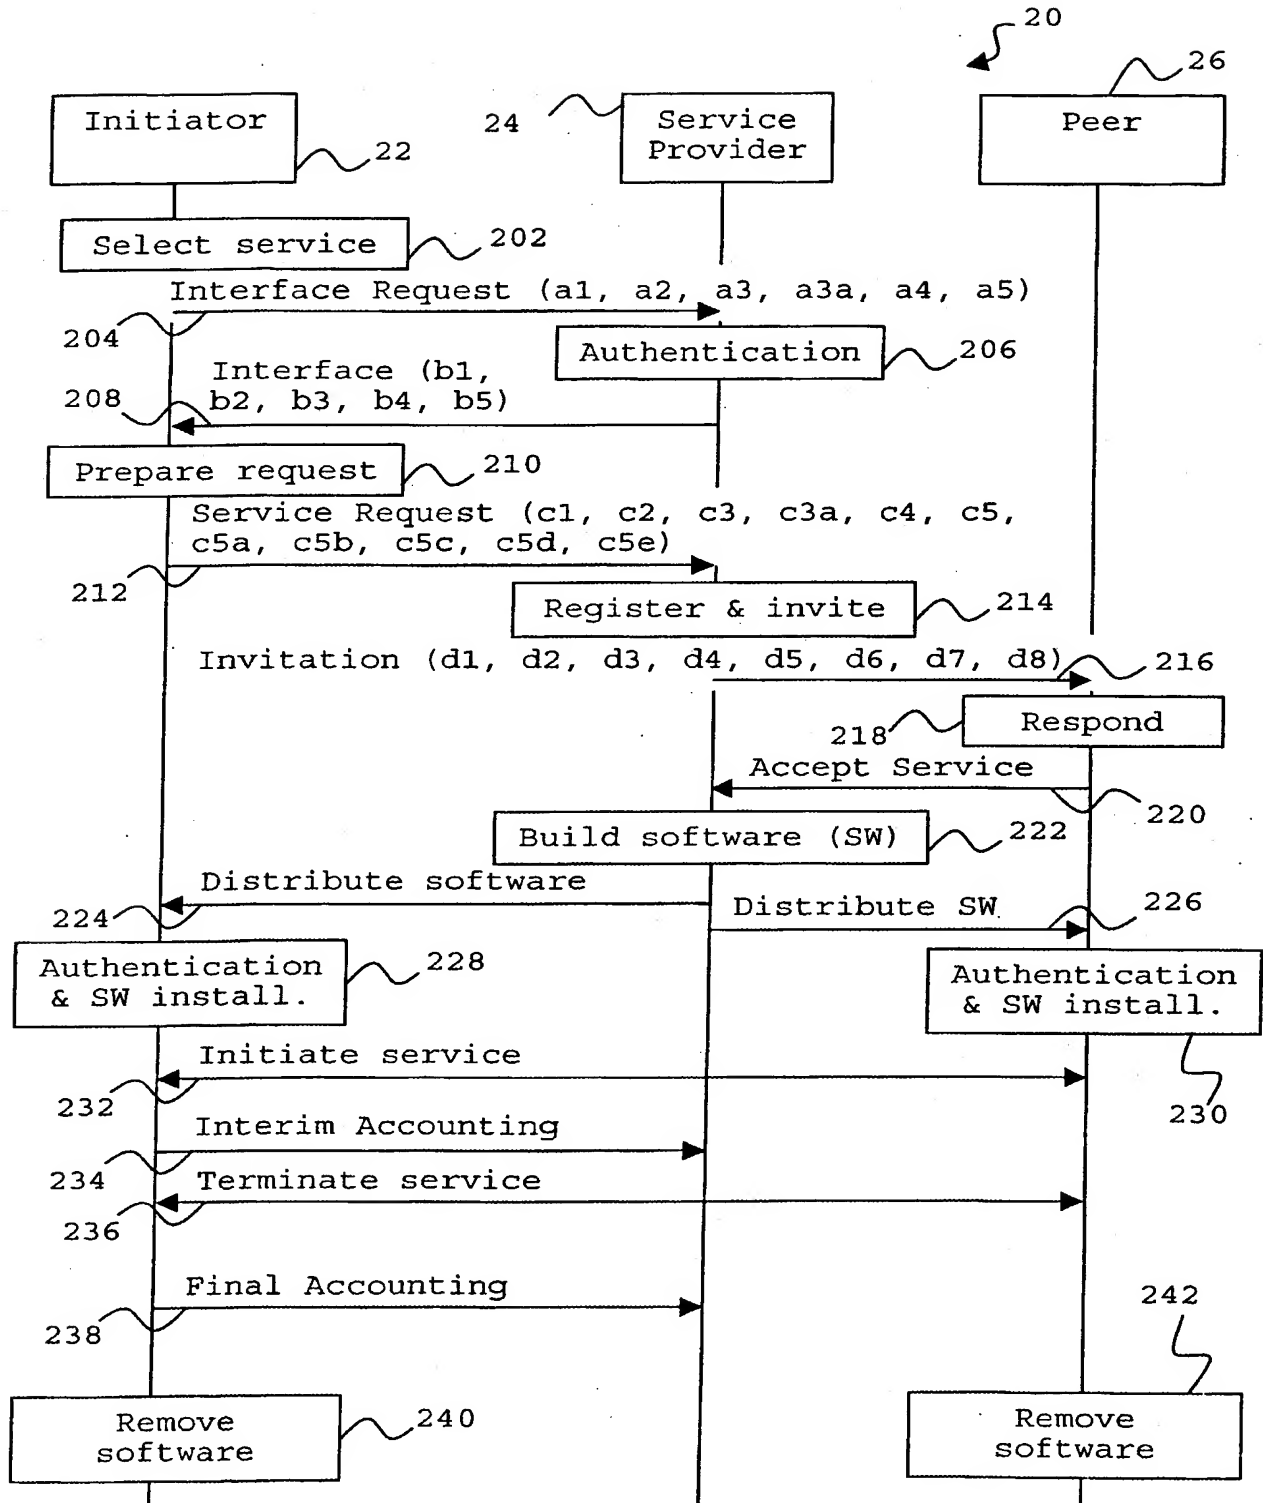 20
26
Initiator
22
24
Service
Provider
Peer
Select service
202
Interface Request (a1, a2, a3, a3a, a4, a5)
204
Authentication
206
Interface (b1,
b2, b3, b4, b5)
208
Prepare request
210
Service Request (c1, c2, c3, c3a, c4, c5,
c5a, c5b, c5c, c5d, c5e)
212
Register & invite
214
Invitation (d1, d2, d3, d4, d5, d6, d7, d8)
216
218
Respond
Accept Service
220
Build software (SW)
222
Distribute software
224
Distribute SW
226
Authentication
& SW install.
228
Authentication
& SW install.
230
Initiate service
232
Interim Accounting
234
Terminate service
236
Final Accounting
238
242
Remove
software
240
Remove
software